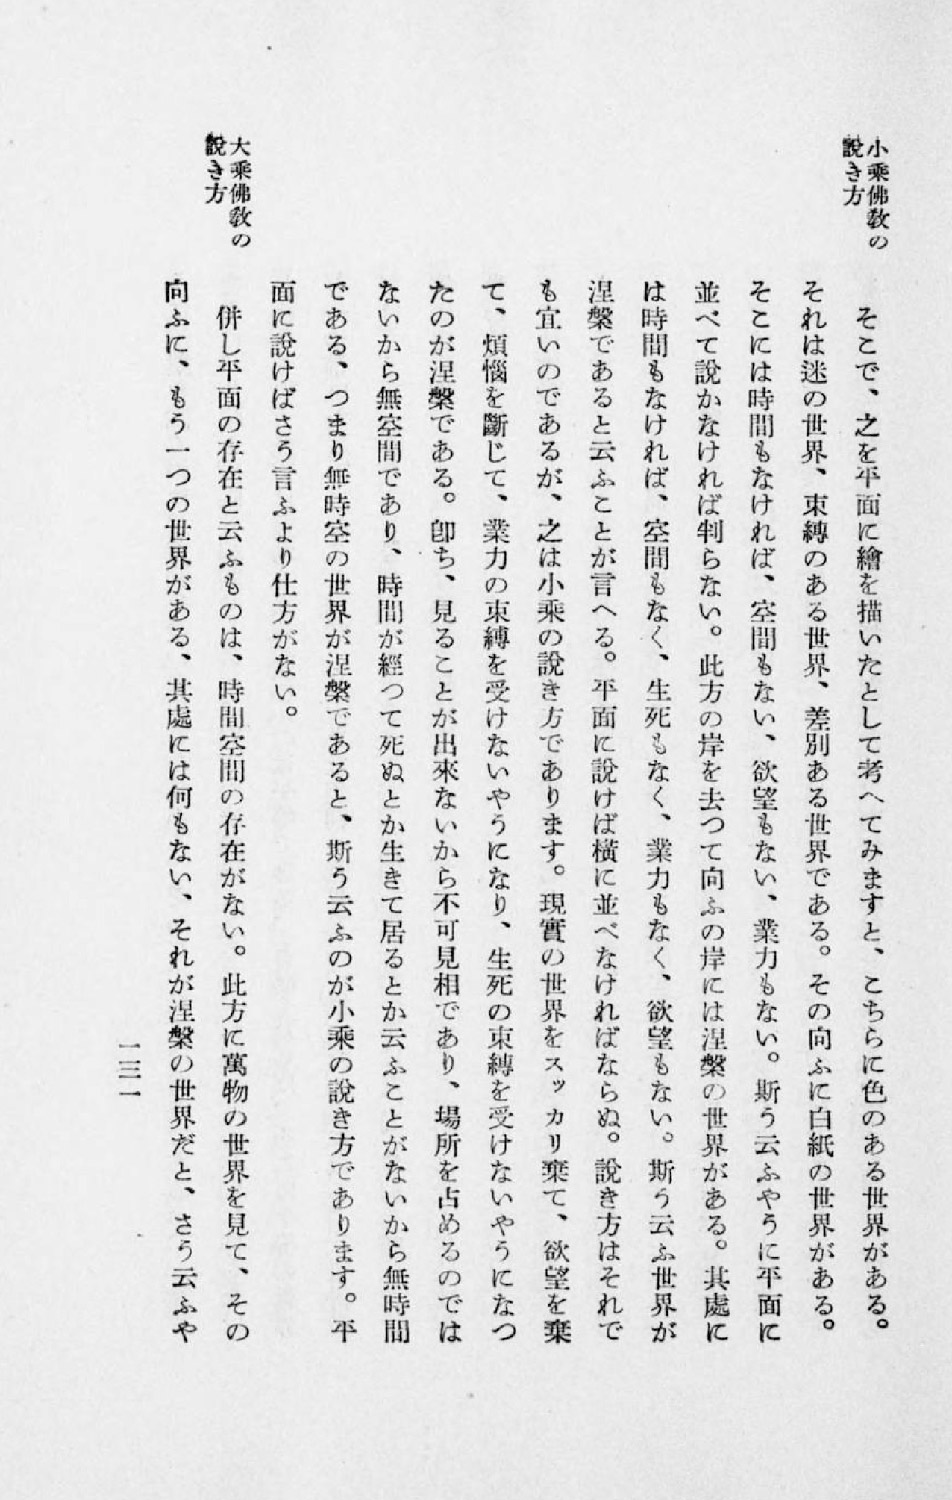 小乘佛敎の
說き方
そこで、之を平面に繪を描いたとして考へてみますと、こちらに色のある世界がある。
それは迷の世界、束縛のある世界、差別ある世界である。その向ふに白紙の世界がある。
そこには時間もなければ、空間もない、欲望もない、業力もない。斯う云ふやうに平面に
並べて說かなければ判らない。此方の岸を去つて向ふの岸には涅槃の世界がある。其處に
は時間もなければ、空間もなく、生死もなく、業力もなく、欲望もない。斯う云ふ世界が
涅槃であると云ふことが言へる。平面に說けば橫に並べなければならぬ。說き方はそれで
も宜いのであるが、之は小乘の說き方であります。現實の世界をスッカリ棄て、欲望を棄
て、煩惱を斷じて、業力の束縛を受けないやうになり、生死の束縛を受けないやうになつ
たのが涅槃である。卽ち、見ることが出來ないから不可見相であり、場所を占めるのでは
ないから無空間であり、時間が經つて死ぬとか生きて居るとか云ふことがないから無時間
である、つまり無時空の世界が涅槃であると、斯う云ふのが小乘の說き方であります。平
面に說けばさう言ふより仕方がない。
大乘佛敎の
說き方
併し平面の存在と云ふものは、時間空間の存在がない。此方に萬物の世界を見て、その
向ふに、もう一つの世界がある、其處には何もない、それが涅槃の世界だと、さう云ふや
一三一